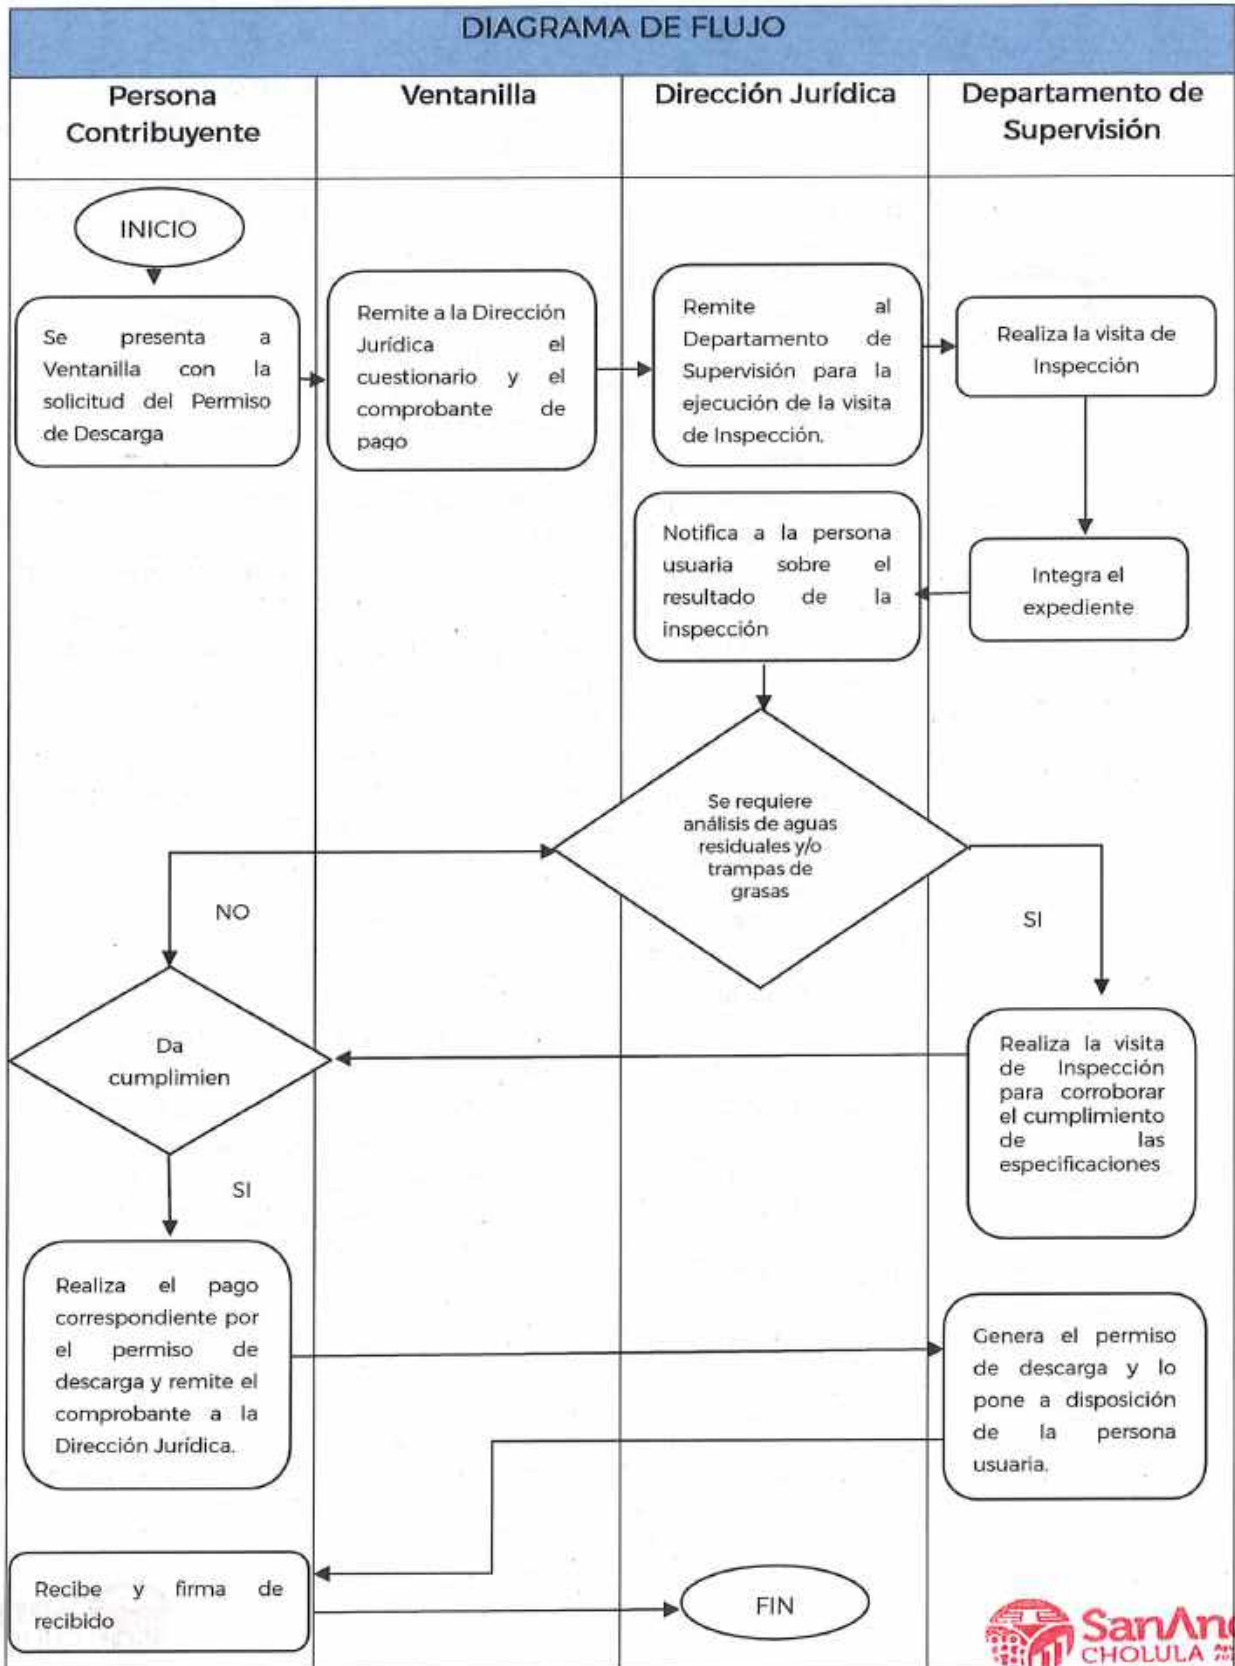 DIAGRAMA DE FLUJO
Persona
Contribuyente
Ventanilla
Dirección Jurídica
Departamento de
Supervisión
INICIO
Se presenta a
Ventanilla con la
solicitud del Permiso
de Descarga
Remite a la Dirección
Jurídica el
cuestionario y el
comprobante de
pago
Remite al
Departamento de
Supervisión para la
ejecución de la visita
de Inspección.
Realiza la visita de
Inspección
Notifica a la persona
usuaria sobre el
resultado de la
inspección
Integra el
expediente
Se requiere
análisis de aguas
residuales y/o
trampas de
grasas
NO
SI
Da
cumplimien
Realiza la visita
de Inspección
para corroborar
el cumplimiento
de las
especificaciones
SI
Realiza el pago
correspondiente por
el permiso de
descarga y remite el
comprobante a la
Dirección Jurídica.
Genera el permiso
de descarga y lo
pone a disposición
de la persona
usuaria.
Recibe y firma de
recibido
FIN
SanAn
CHOLULA